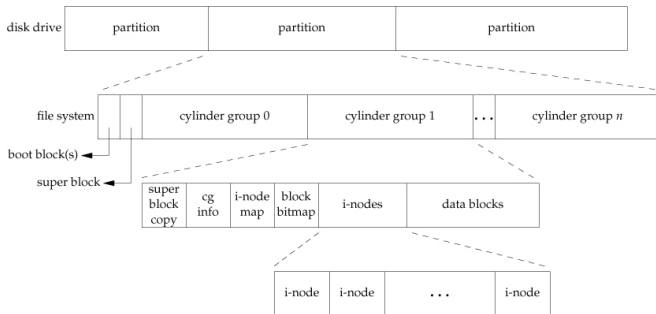 disk drive partition partition partition
file system cylinder group 0 cylinder group 1 ... cylinder group n
boot block(s)
super block
super block copy cg info i-node map block bitmap i-nodes data blocks
i-node i-node ... i-node